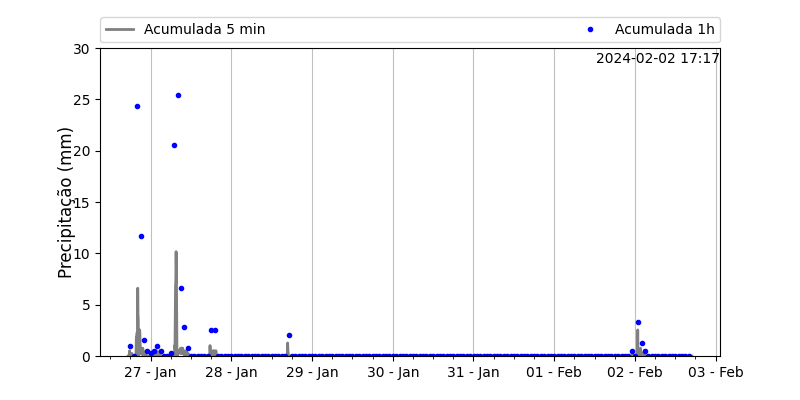 Acumulada 5 min
Acumulada 1h
2024-02-02 17:17
Precipitação (mm)
30
25
20
15
10
5
0
27 - Jan
28 - Jan
29 - Jan
30 - Jan
31 - Jan
01 - Feb
02 - Feb
03 - Feb